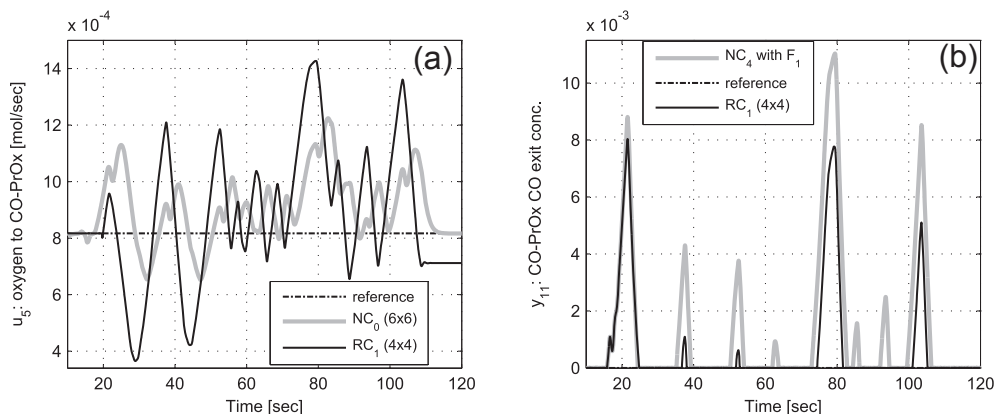 x 10⁻⁴
(a)
14
12
10
8
6
4
u₅: oxygen to CO-PrOx [mol/sec]
reference
NC₀ (6x6)
RC₁ (4x4)
20 40 60 80 100 120
Time [sec]
x 10⁻³
(b)
NC₄ with F₁
reference
RC₁ (4x4)
10
8
6
4
2
0
y₁₁: CO-PrOx CO exit conc.
20 40 60 80 100 120
Time [sec]